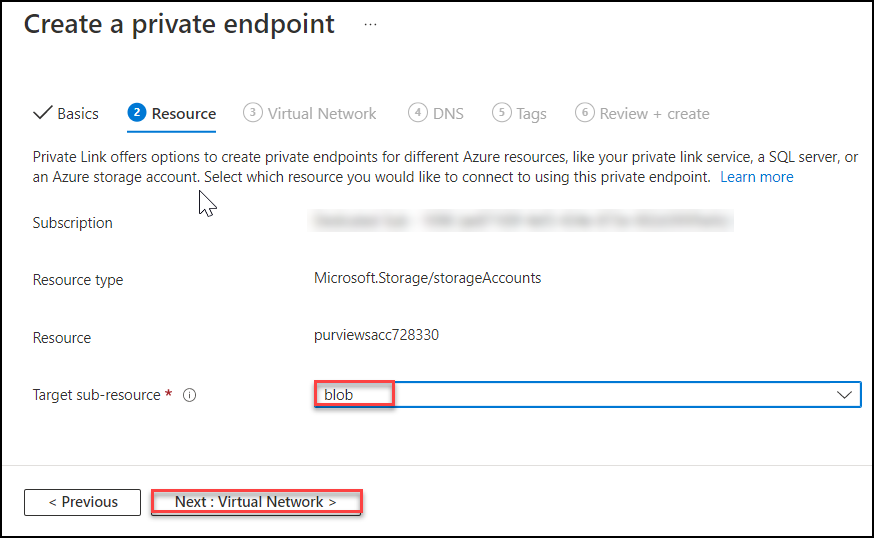 Create a private endpoint ...
Basics 2 Resource 3 Virtual Network 4 DNS 5 Tags 6 Review + create
Private Link offers options to create private endpoints for different Azure resources, like your private link service, a SQL server, or
an Azure storage account. Select which resource you would like to connect to using this private endpoint. Learn more
Subscription
Resource type Microsoft.Storage/storageAccounts
Resource purviewsacc728330
Target sub-resource * blob
< Previous Next : Virtual Network >